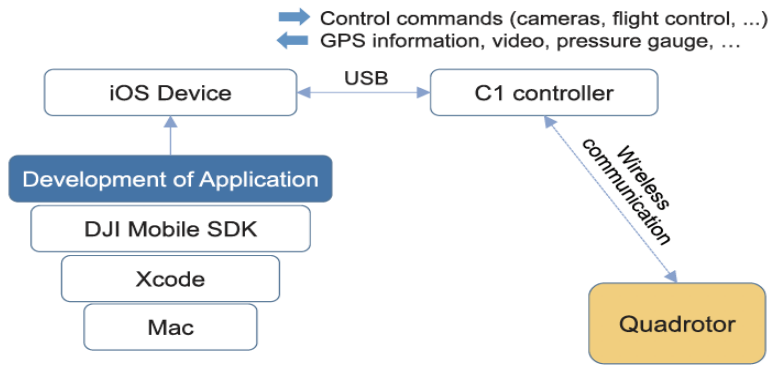 Control commands (cameras, flight control, ...)
GPS information, video, pressure gauge, ...
iOS Device
USB
C1 controller
Wireless
communication
Development of Application
DJI Mobile SDK
Xcode
Mac
Quadrotor